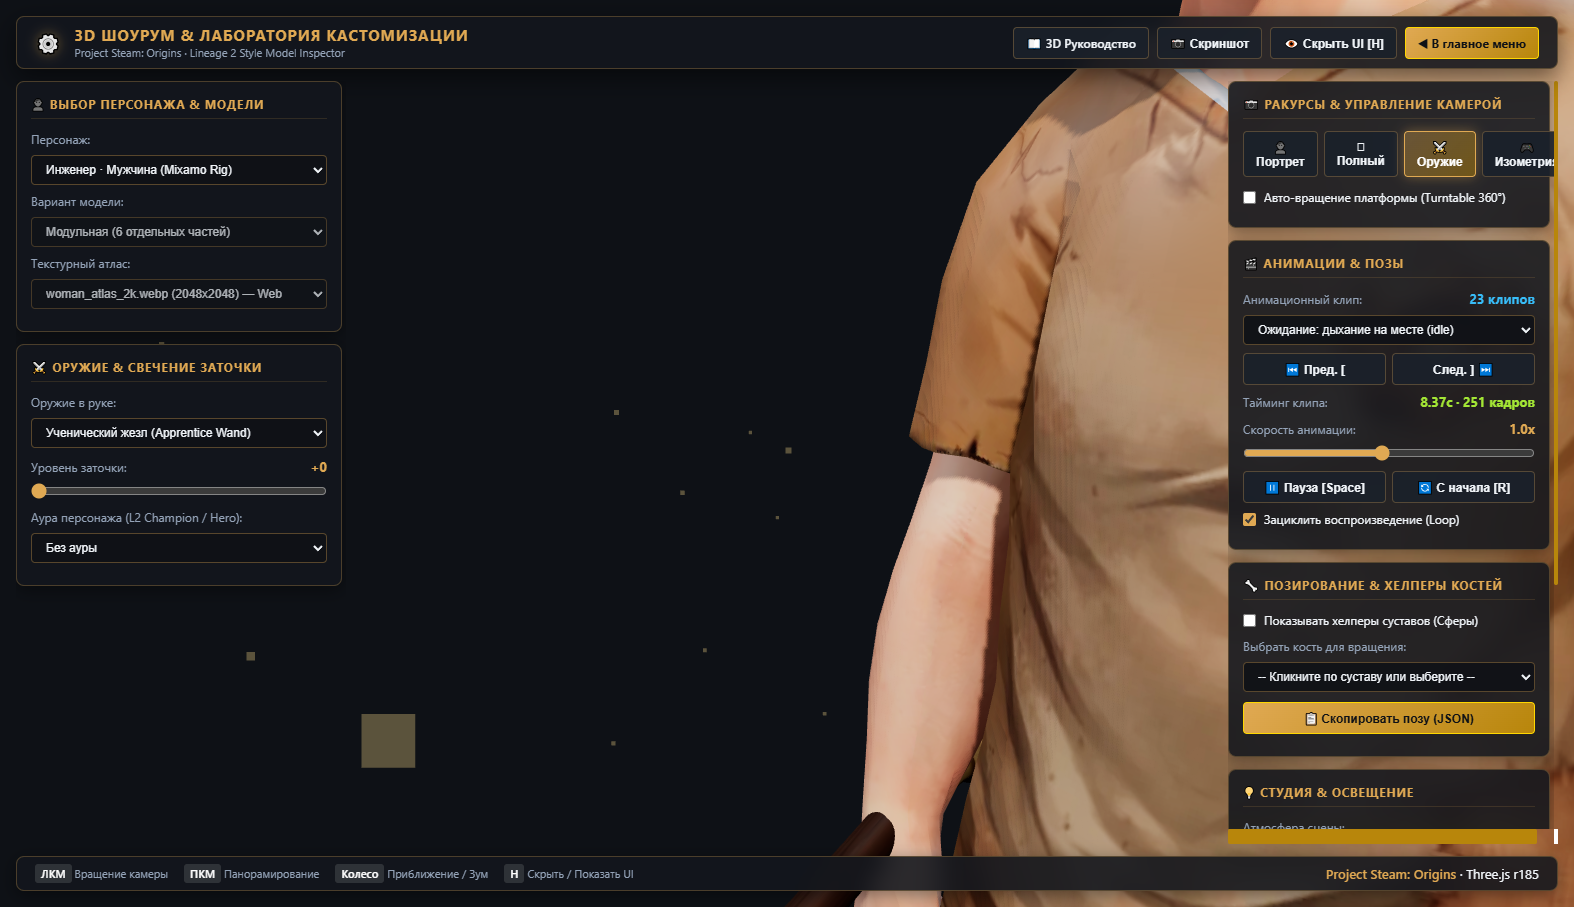 3D ШОУРУМ & ЛАБОРАТОРИЯ КАСТОМИЗАЦИИ
Project Steam: Origins · Lineage 2 Style Model Inspector
3D Руководство
Скриншот
Скрыть UI [H]
В главное меню
ВЫБОР ПЕРСОНАЖА & МОДЕЛИ
Персонаж:
Инженер · Мужчина (Mixamo Rig)
Вариант модели:
Модульная (6 отдельных частей)
Текстурный атлас:
woman_atlas_2k.webp (2048x2048) — Web
ОРУЖИЕ & СВЕЧЕНИЕ ЗАТОЧКИ
Оружие в руке:
Ученический жезл (Apprentice Wand)
Уровень заточки: +0
Аура персонажа (L2 Champion / Hero):
Без ауры
РАКУРСЫ & УПРАВЛЕНИЕ КАМЕРОЙ
Портрет
Полный
Оружие
Изометрия
Авто-вращение платформы (Turntable 360°)
АНИМАЦИИ & ПОЗЫ
Анимационный клип: 23 клипов
Ожидание: дыхание на месте (idle)
Пред. [
След. ]
Тайминг клипа: 8.37с · 251 кадров
Скорость анимации: 1.0x
Пауза [Space]
С начала [R]
Зациклить воспроизведение (Loop)
ПОЗИРОВАНИЕ & ХЕЛПЕРЫ КОСТЕЙ
Показывать хелперы суставов (Сферы)
Выбрать кость для вращения:
-- Кликните по суставу или выберите --
Скопировать позу (JSON)
СТУДИЯ & ОСВЕЩЕНИЕ
Атмосфера сцены:
ЛКМ Вращение камеры ПКМ Панорамирование Колесо Приближение / Зум H Скрыть / Показать UI
Project Steam: Origins · Three.js r185